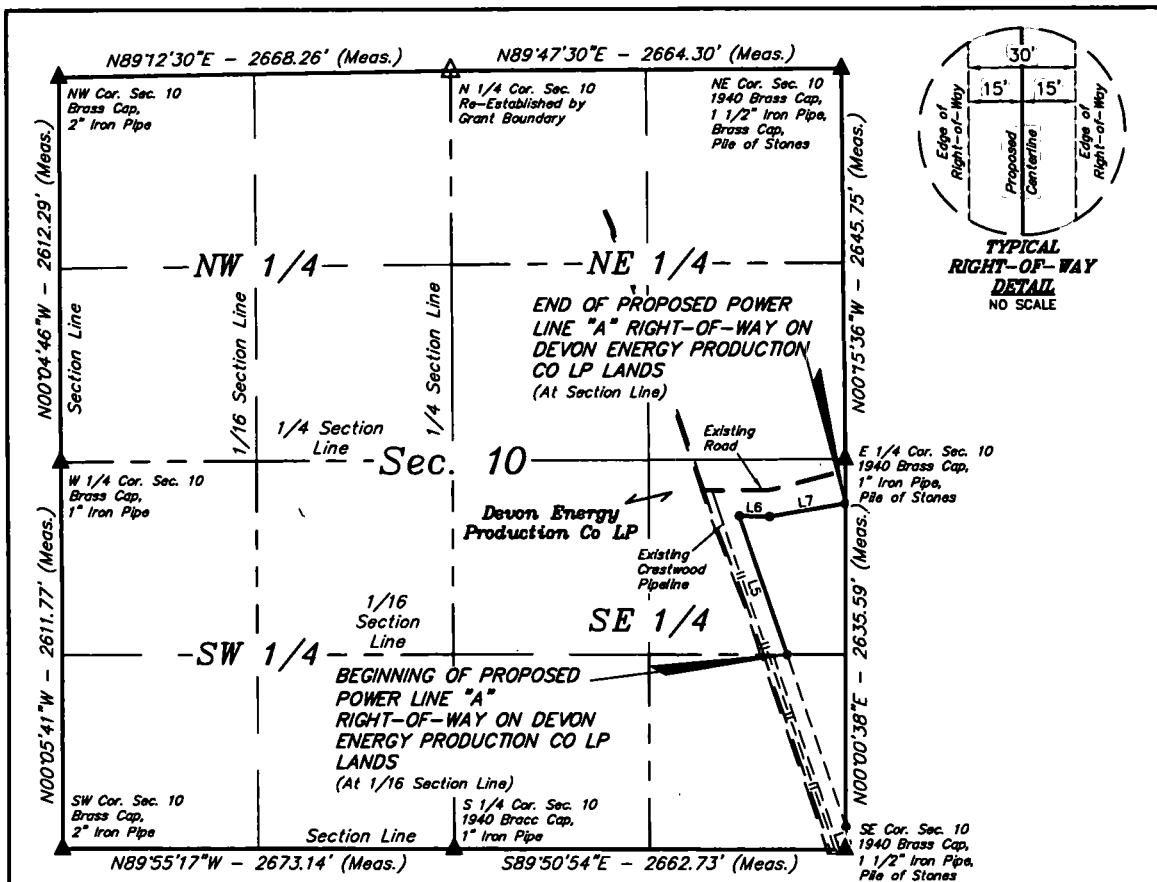 N89°12'30"E - 2668.26' (Meas.)
N89°47'30"E - 2664.30' (Meas.)
NW Cor. Sec. 10
Brass Cap,
2" Iron Pipe
N 1/4 Cor. Sec. 10
Re-Established by
Grant Boundary
NE Cor. Sec. 10
1940 Brass Cap,
1 1/2" Iron Pipe,
Brass Cap,
Pile of Stones
30'
15'
15'
Edge of
Right-of-Way
Proposed
Centerline
Edge of
Right-of-Way
TYPICAL
RIGHT-OF-WAY
DETAIL
NO SCALE
N00°04'46"W - 2612.29' (Meas.)
Section Line
1/16 Section Line
1/4 Section Line
N00°15'36"W - 2645.75' (Meas.)
NW 1/4
NE 1/4
END OF PROPOSED POWER
LINE "A" RIGHT-OF-WAY ON
DEVON ENERGY PRODUCTION
CO LP LANDS
(At Section Line)
1/4 Section
Line
Existing
Road
Sec. 10
W 1/4 Cor. Sec. 10
Brass Cap,
1" Iron Pipe
E 1/4 Cor. Sec. 10
1940 Brass Cap,
1" Iron Pipe,
Pile of Stones
L6
L7
Devon Energy
Production Co LP
Existing
Crestwood
Pipeline
L5
1/16
Section
Line
SE 1/4
SW 1/4
N00°05'41"W - 2611.77' (Meas.)
N00°00'38"E - 2635.59' (Meas.)
BEGINNING OF PROPOSED
POWER LINE "A"
RIGHT-OF-WAY ON DEVON
ENERGY PRODUCTION CO LP
LANDS
(At 1/16 Section Line)
SW Cor. Sec. 10
Brass Cap,
2" Iron Pipe
S 1/4 Cor. Sec. 10
1940 Bracc Cap,
1" Iron Pipe
Section Line
SE Cor. Sec. 10
1940 Brass Cap,
1 1/2" Iron Pipe,
Pile of Stones
N89°55'17"W - 2673.14' (Meas.)
S89°50'54"E - 2662.73' (Meas.)